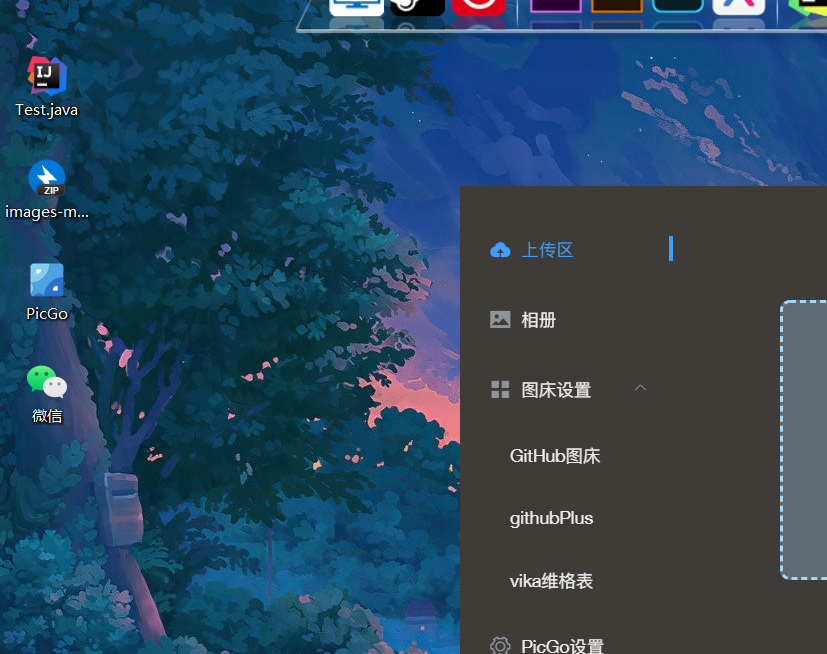 IJ
Test.java
ZIP
images-m...
PicGo
微信
上传区
相册
图床设置
GitHub图床
githubPlus
vika维格表
PicGo设置